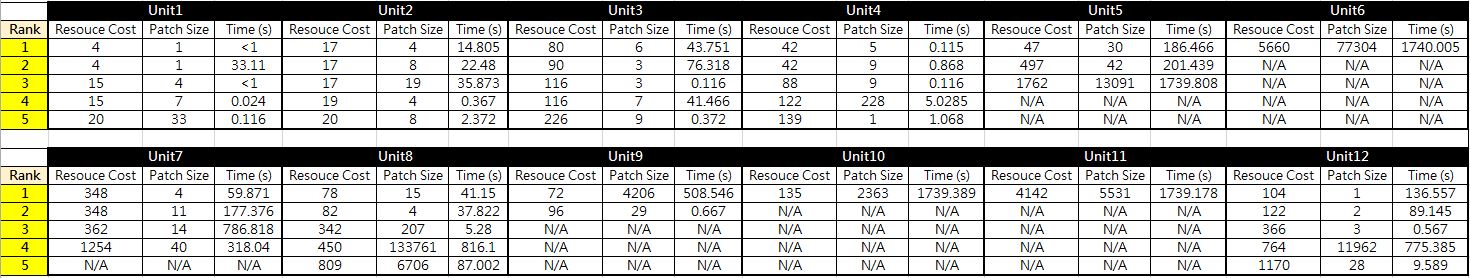 Unit1 Unit2 Unit3 Unit4 Unit5 Unit6
Rank Resouce Cost Patch Size Time (s) Resouce Cost Patch Size Time (s) Resouce Cost Patch Size Time (s) Resouce Cost Patch Size Time (s) Resouce Cost Patch Size Time (s) Resouce Cost Patch Size Time (s)
1 4 1 <1 17 4 14.805 80 6 43.751 42 5 0.115 47 30 186.466 5660 77304 1740.005
2 4 1 33.11 17 8 22.48 90 3 76.318 42 9 0.868 497 42 201.439 N/A N/A N/A
3 15 4 <1 17 19 35.873 116 3 0.116 88 9 0.116 1762 13091 1739.808 N/A N/A N/A
4 15 7 0.024 19 4 0.367 116 7 41.466 122 228 5.0285 N/A N/A N/A N/A N/A N/A
5 20 33 0.116 20 8 2.372 226 9 0.372 139 1 1.068 N/A N/A N/A N/A N/A N/A
Unit7 Unit8 Unit9 Unit10 Unit11 Unit12
Rank Resouce Cost Patch Size Time (s) Resouce Cost Patch Size Time (s) Resouce Cost Patch Size Time (s) Resouce Cost Patch Size Time (s) Resouce Cost Patch Size Time (s) Resouce Cost Patch Size Time (s)
1 348 4 59.871 78 15 41.15 72 4206 508.546 135 2363 1739.389 4142 5531 1739.178 104 1 136.557
2 348 11 177.376 82 4 37.822 96 29 0.667 N/A N/A N/A N/A N/A N/A 122 2 89.145
3 362 14 786.818 342 207 5.28 N/A N/A N/A N/A N/A N/A N/A N/A N/A 366 3 0.567
4 1254 40 318.04 450 133761 816.1 N/A N/A N/A N/A N/A N/A N/A N/A N/A 764 11962 775.385
5 N/A N/A N/A 809 6706 87.002 N/A N/A N/A N/A N/A N/A N/A N/A N/A 1170 28 9.589